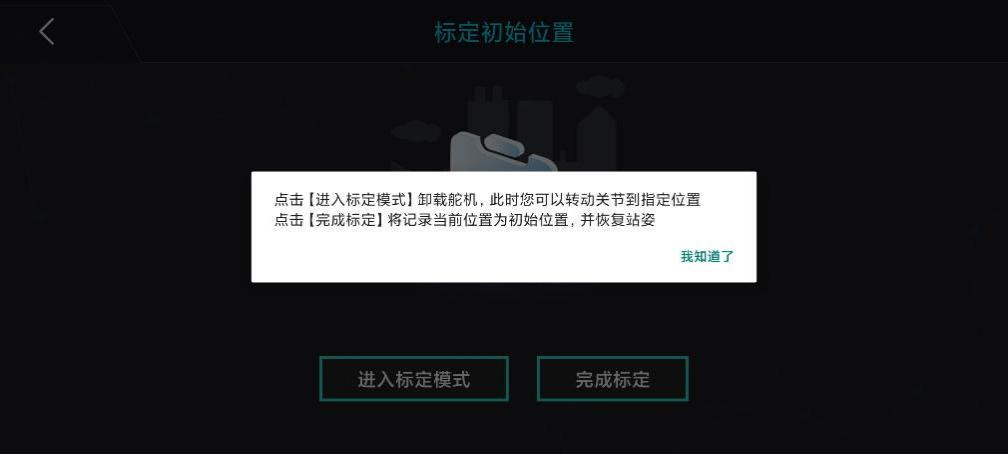 标定初始位置
点击【进入标定模式】卸载舵机，此时您可以转动关节到指定位置
点击【完成标定】将记录当前位置为初始位置，并恢复站姿
我知道了
进入标定模式
完成标定